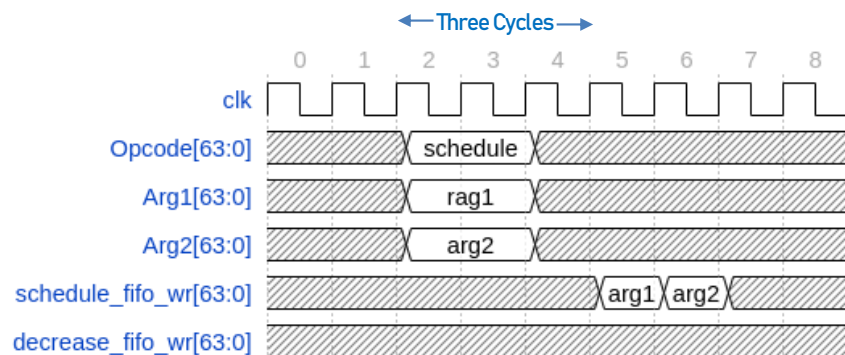 Three Cycles
0 1 2 3 4 5 6 7 8
clk
Opcode[63:0] schedule
Arg1[63:0] rag1
Arg2[63:0] arg2
schedule_fifo_wr[63:0] arg1 arg2
decrease_fifo_wr[63:0]